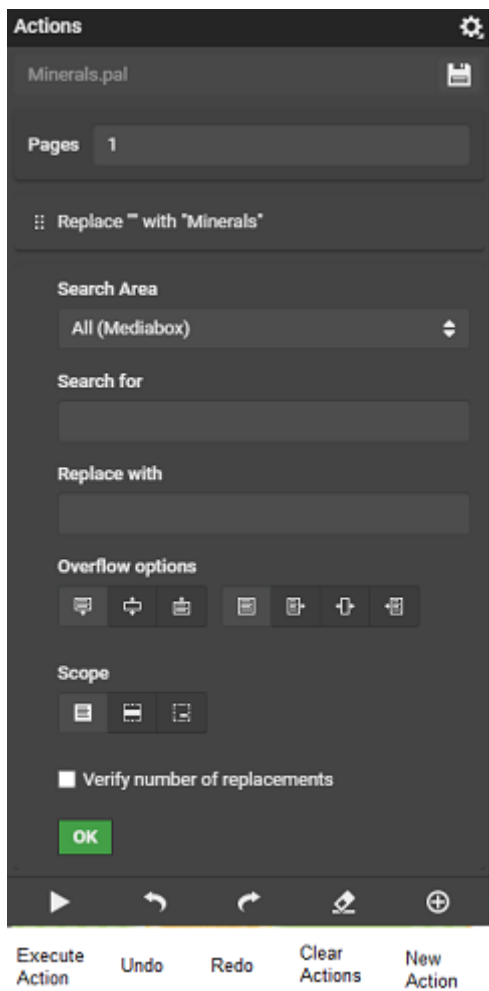 Actions
Minerals.pal
Pages 1
Replace "" with "Minerals"
Search Area
All (Mediabox)
Search for
Replace with
Overflow options
Scope
Verify number of replacements
OK
Execute Action
Undo
Redo
Clear Actions
New Action